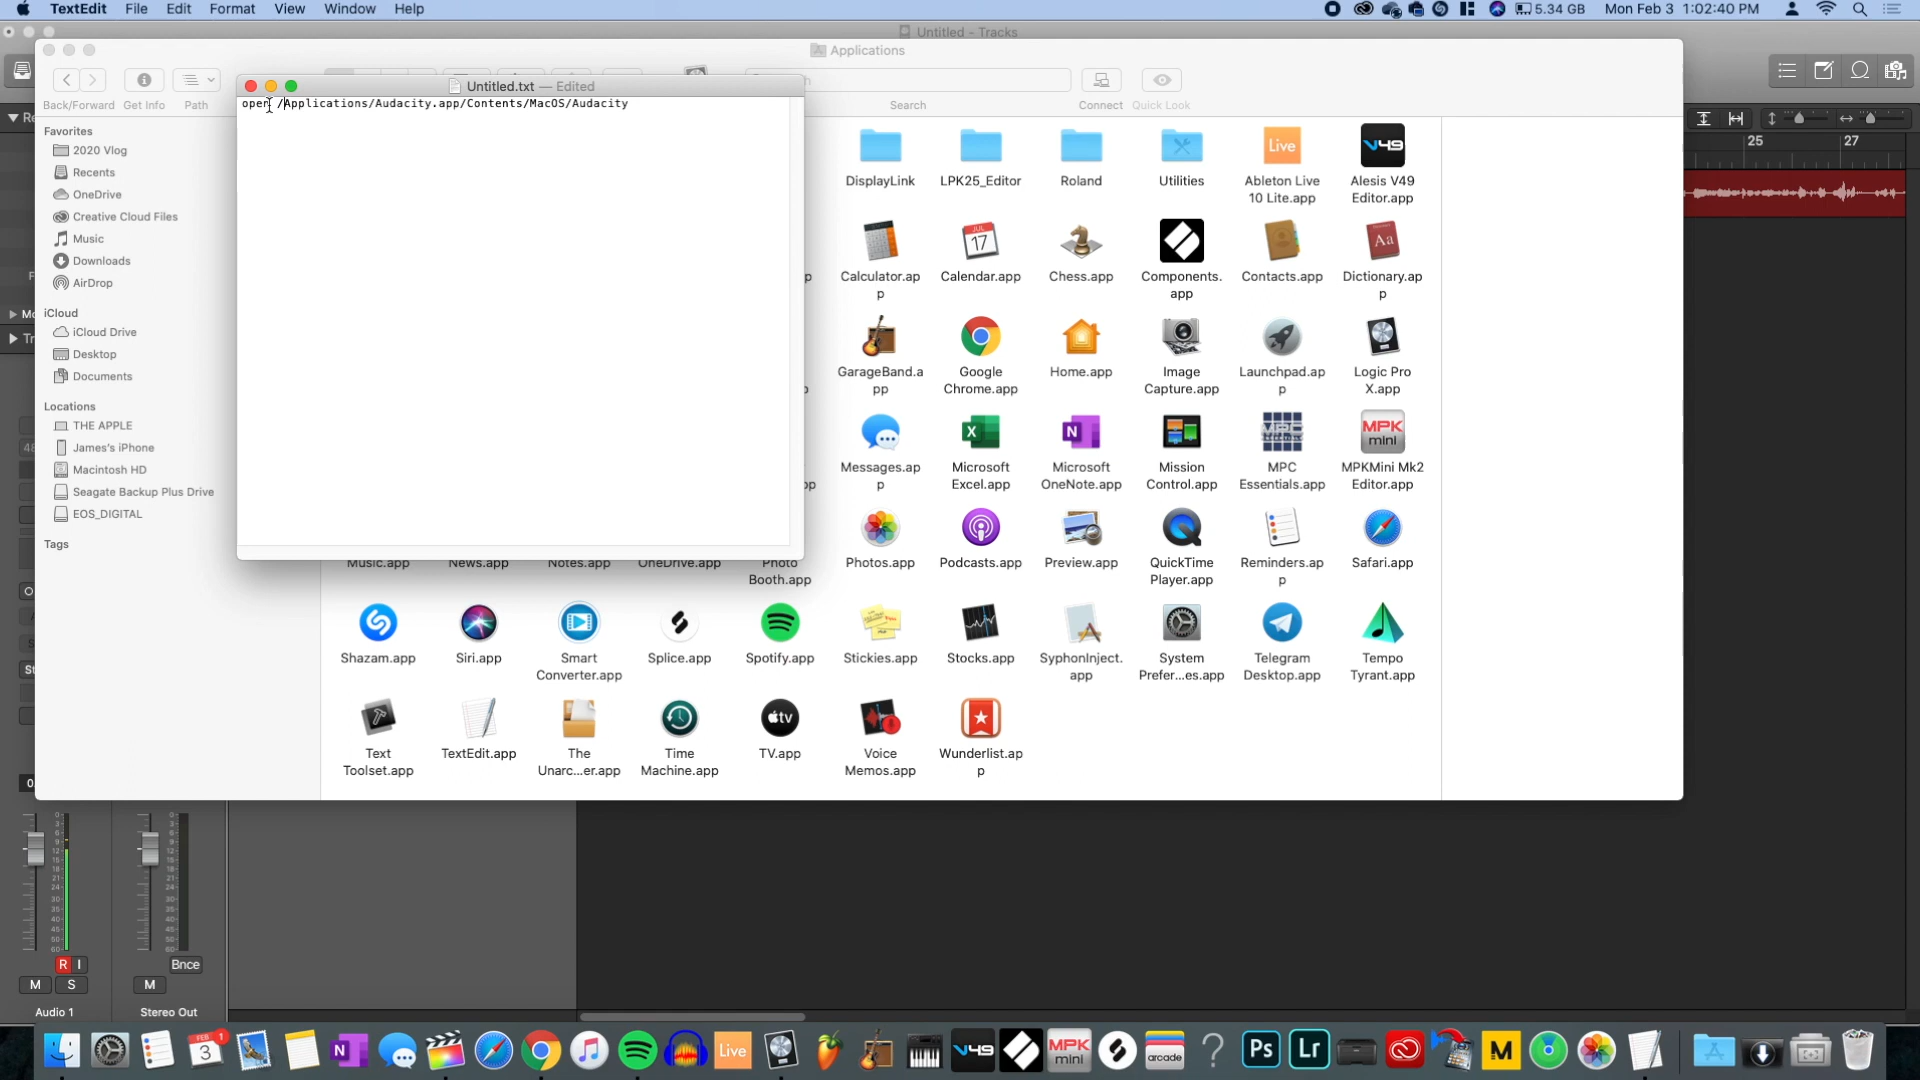 TextEdit File Edit Format View Window Help 5.34 GB Mon Feb 3 1:02:40 PM
Untitled - Tracks
Applications
Back/Forward Get Info Path Search Connect Quick Look
Untitled.txt — Edited
open /Applications/Audacity.app/Contents/MacOS/Audacity
Favorites
2020 Vlog
Recents
OneDrive
Creative Cloud Files
Music
Downloads
AirDrop
iCloud
iCloud Drive
Desktop
Documents
Locations
THE APPLE
James's iPhone
Macintosh HD
Seagate Backup Plus Drive
EOS_DIGITAL
Tags
25 27
DisplayLink LPK25_Editor Roland Utilities Ableton Live Alesis V49
10 Lite.app Editor.app
Calculator.ap Calendar.app Chess.app Components. Contacts.app Dictionary.ap
p app p
GarageBand.a Google Home.app Image Launchpad.ap Logic Pro
pp Chrome.app Capture.app p X.app
Messages.ap Microsoft Microsoft Mission MPC MPKMini Mk2
p Excel.app OneNote.app Control.app Essentials.app Editor.app
Music.app News.app Notes.app OneDrive.app Photo Photos.app Podcasts.app Preview.app QuickTime Reminders.ap Safari.app
Booth.app Player.app p
Shazam.app Siri.app Smart Splice.app Spotify.app Stickies.app Stocks.app SyphonInject. System Telegram Tempo
Converter.app app Prefer...es.app Desktop.app Tyrant.app
Text TextEdit.app The Time TV.app Voice Wunderlist.ap
Toolset.app Unarc...er.app Machine.app Memos.app p
R I Bnce
M S M
Audio 1 Stereo Out